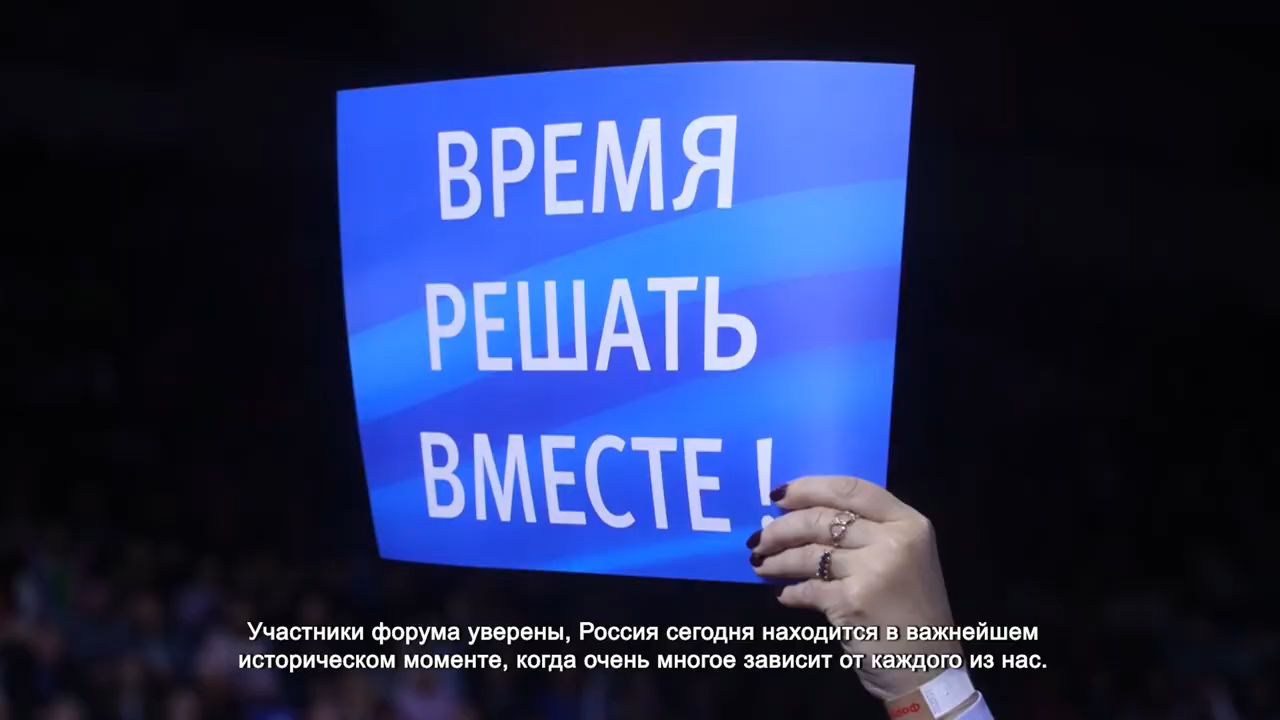 ВРЕМЯ
РЕШАТЬ
ВМЕСТЕ !
Участники форума уверены, Россия сегодня находится в важнейшем
историческом моменте, когда очень многое зависит от каждого из нас.